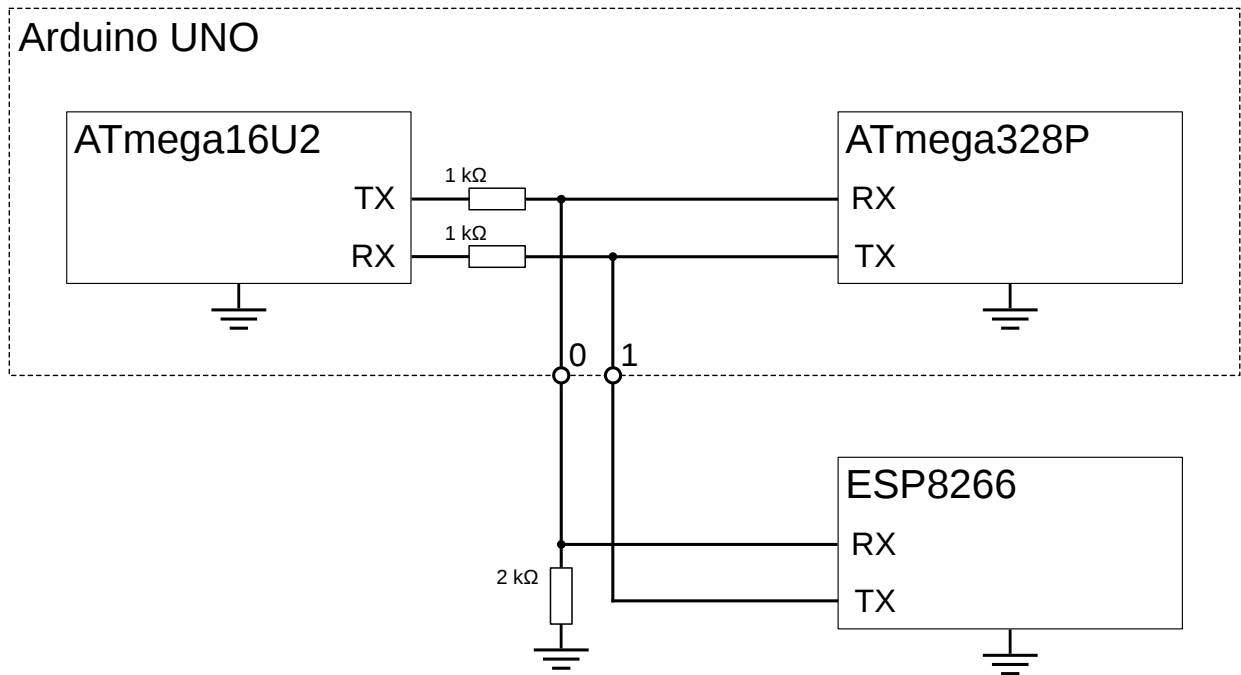 Arduino UNO
ATmega16U2
ATmega328P
1 kΩ
TX
RX
1 kΩ
RX
TX
0
1
ESP8266
RX
2 kΩ
TX